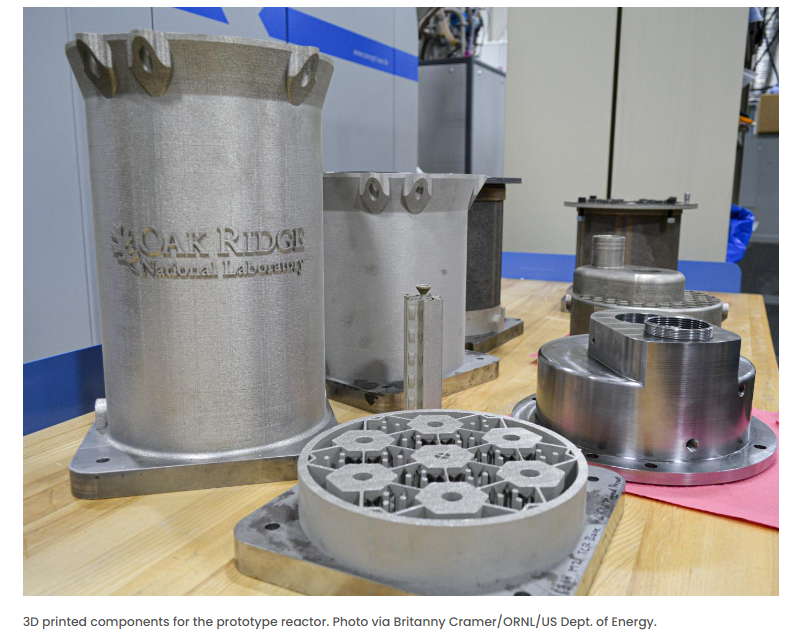 OAK RIDGE
National Laboratory
3D printed components for the prototype reactor. Photo via Britanny Cramer/ORNL/US Dept. of Energy.